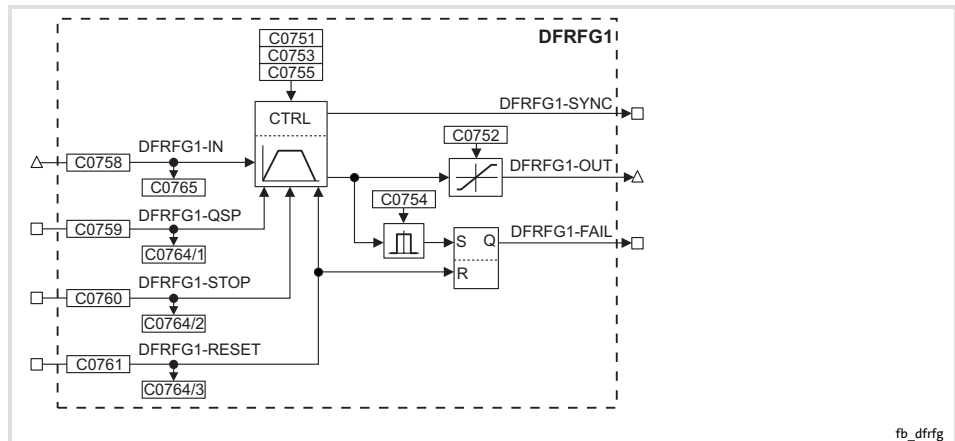 DFRFG1
C0751
C0753
C0755
CTRL
DFRFG1-SYNC
C0752
DFRFG1-IN
C0758
C0765
DFRFG1-OUT
C0754
DFRFG1-QSP
C0759
C0764/1
S Q
R
DFRFG1-FAIL
DFRFG1-STOP
C0760
C0764/2
DFRFG1-RESET
C0761
C0764/3
fb_dfrfg